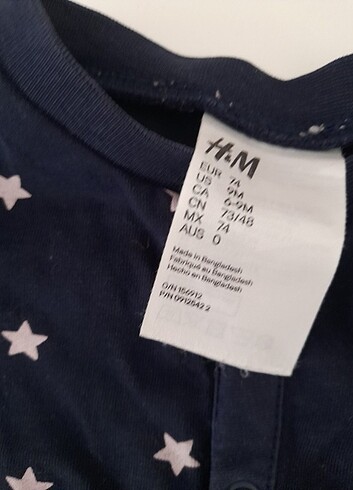 H&M
EUR 74
US 9M
CA 6-9M
CN 73/48
MX 74
AUS 0
Made in Bangladesh
Fabriqué au Bangladesh
Hecho en Bangladesh
O/N 156912
P/N 0912642 2